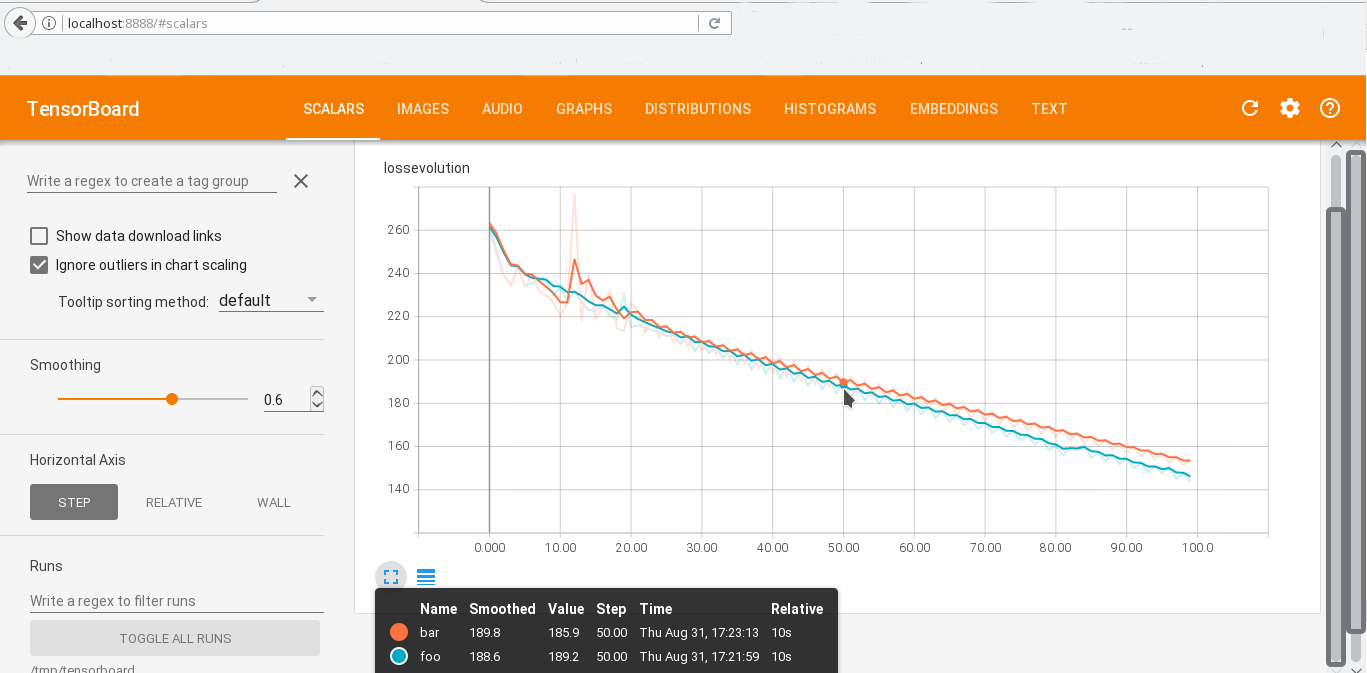 localhost:8888/#scalars
TensorBoard SCALARS IMAGES AUDIO GRAPHS DISTRIBUTIONS HISTOGRAMS EMBEDDINGS TEXT
Write a regex to create a tag group
Show data download links
Ignore outliers in chart scaling
Tooltip sorting method: default
Smoothing
0.6
Horizontal Axis
STEP RELATIVE WALL
Runs
Write a regex to filter runs
TOGGLE ALL RUNS
/tmp/tensorboard
lossevolution
260
240
220
200
180
160
140
0.000 10.00 20.00 30.00 40.00 50.00 60.00 70.00 80.00 90.00 100.0
Name Smoothed Value Step Time Relative
bar 189.8 185.9 50.00 Thu Aug 31, 17:23:13 10s
foo 188.6 189.2 50.00 Thu Aug 31, 17:21:59 10s